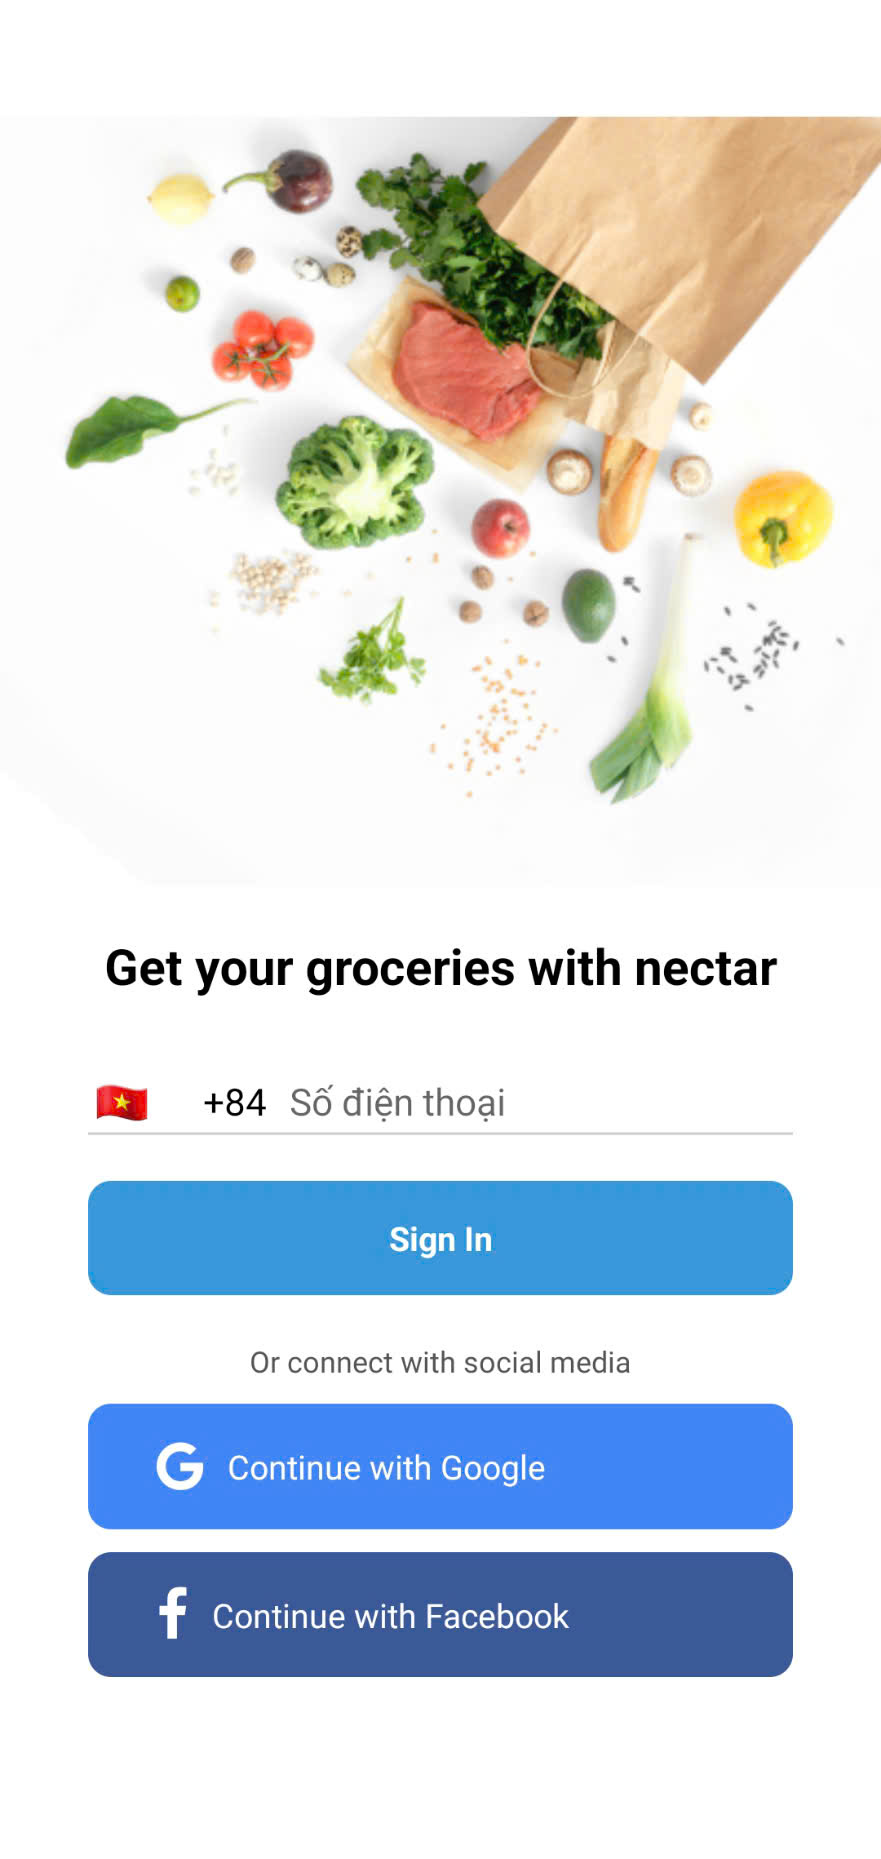 Get your groceries with nectar
+84 Số điện thoại
Sign In
Or connect with social media
Continue with Google
Continue with Facebook